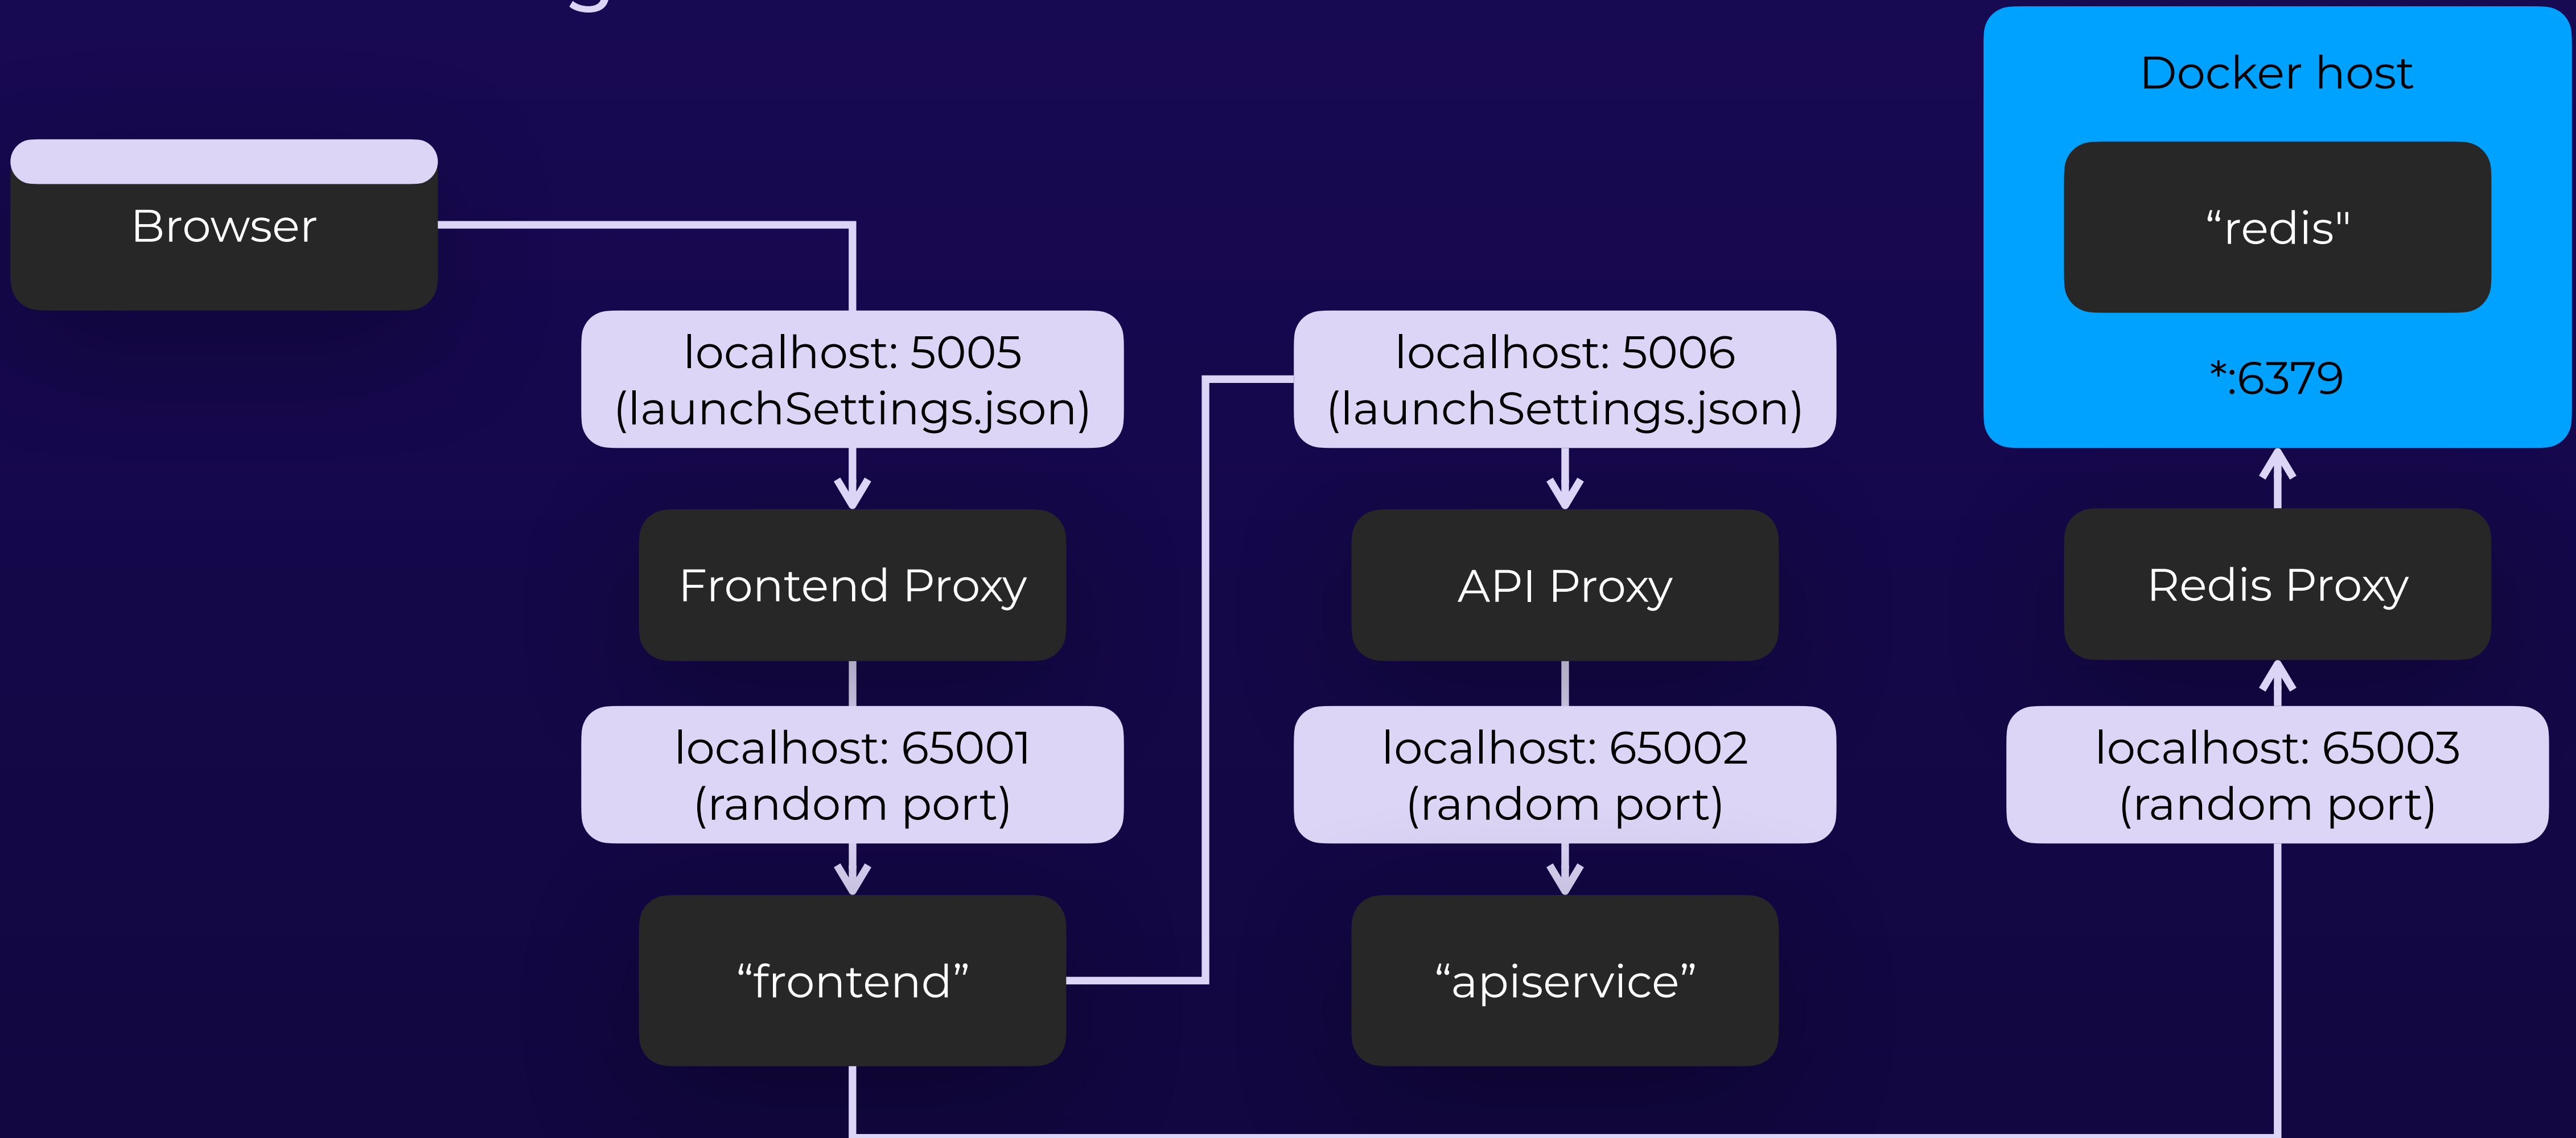 Docker host
Browser
“redis"
*:6379
localhost: 5005
(launchSettings.json)
localhost: 5006
(launchSettings.json)
Frontend Proxy
API Proxy
Redis Proxy
localhost: 65001
(random port)
localhost: 65002
(random port)
localhost: 65003
(random port)
“frontend”
“apiservice”